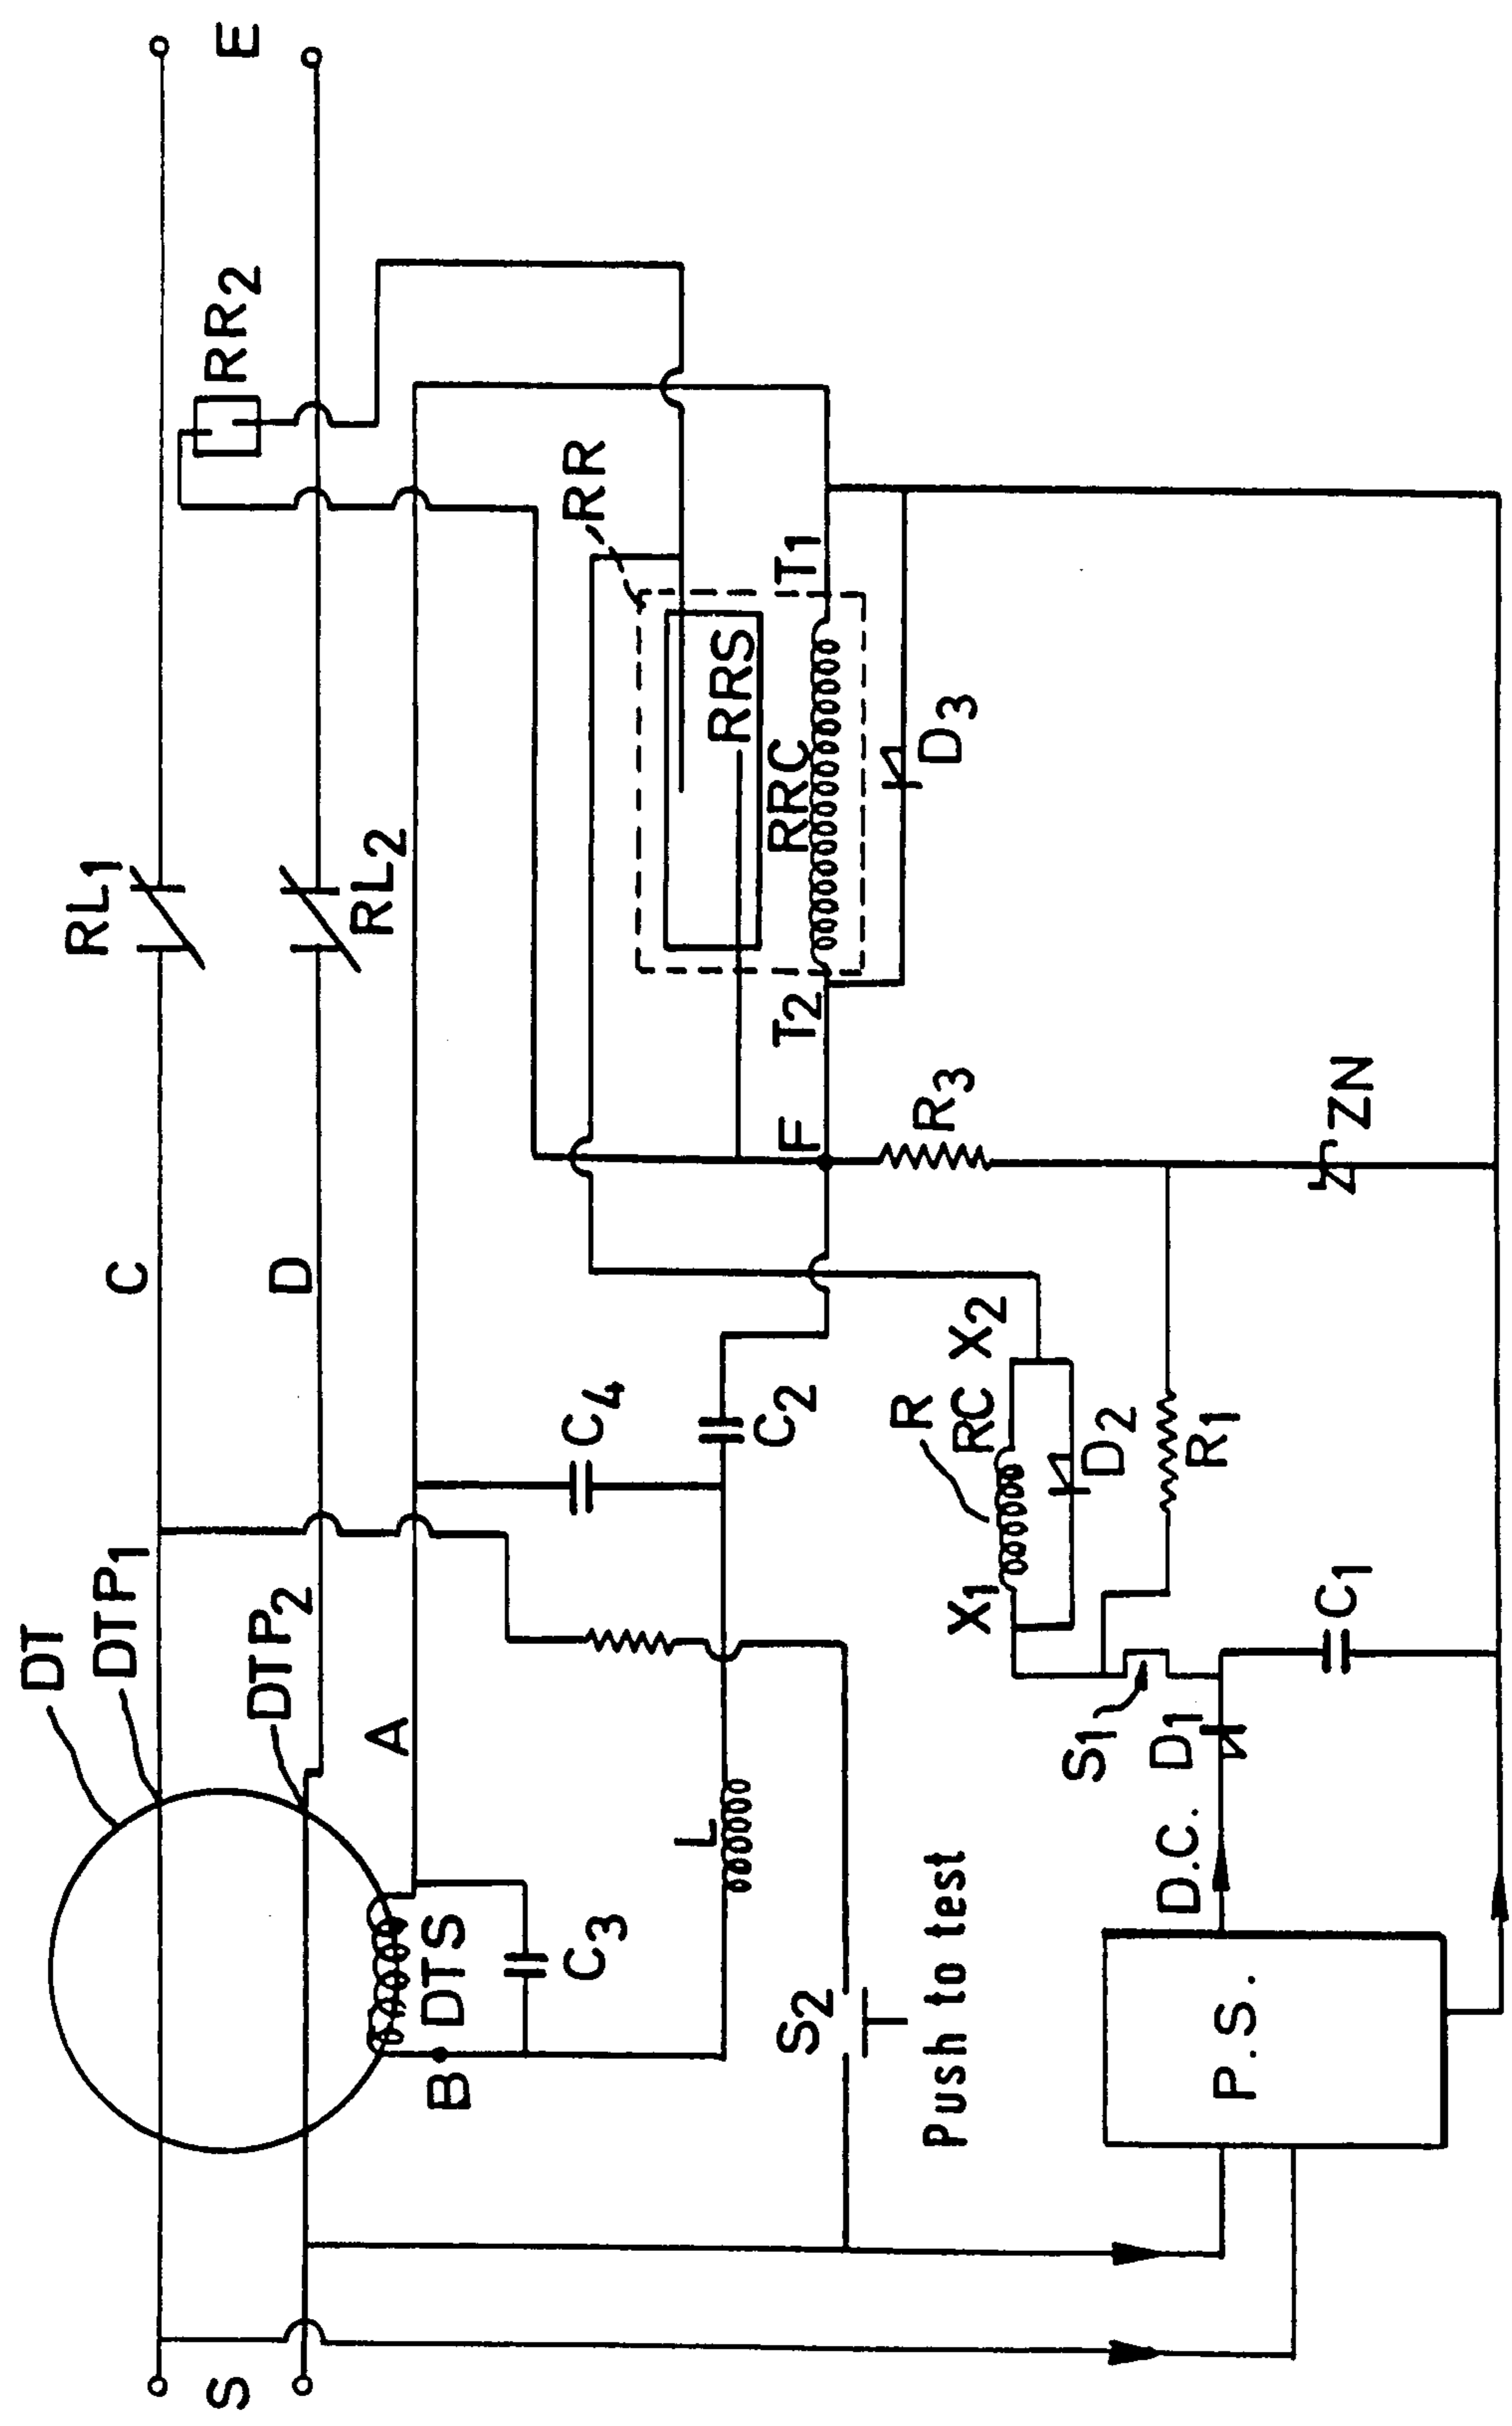 DT
DTP1
DTP2
C
D
RL1
RL2
RR2
E
S
A
B
DTS
C3
C4
L
C2
RR
RRS
RRC
T1
T2
F
D3
R3
ZN
R
RC
X1
X2
D2
R1
S1
D1
C1
S2
Push to test
D.C.
P.S.